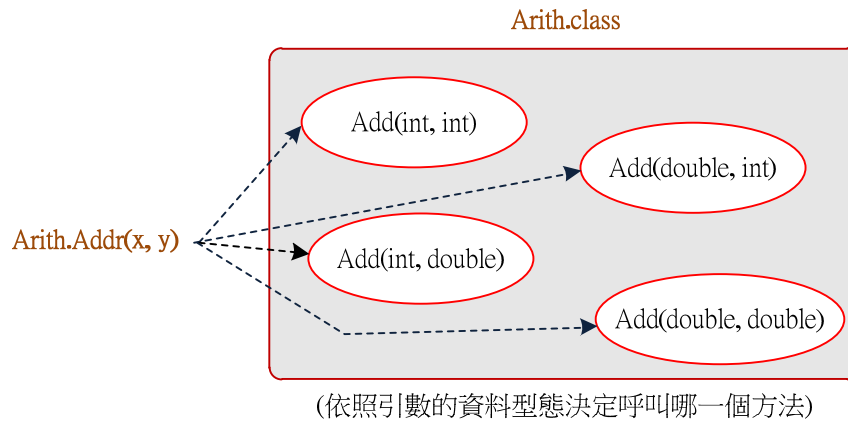 Arith.class
Add(int, int)
Add(double, int)
Arith.Addr(x, y)
Add(int, double)
Add(double, double)
(依照引數的資料型態決定呼叫哪一個方法)